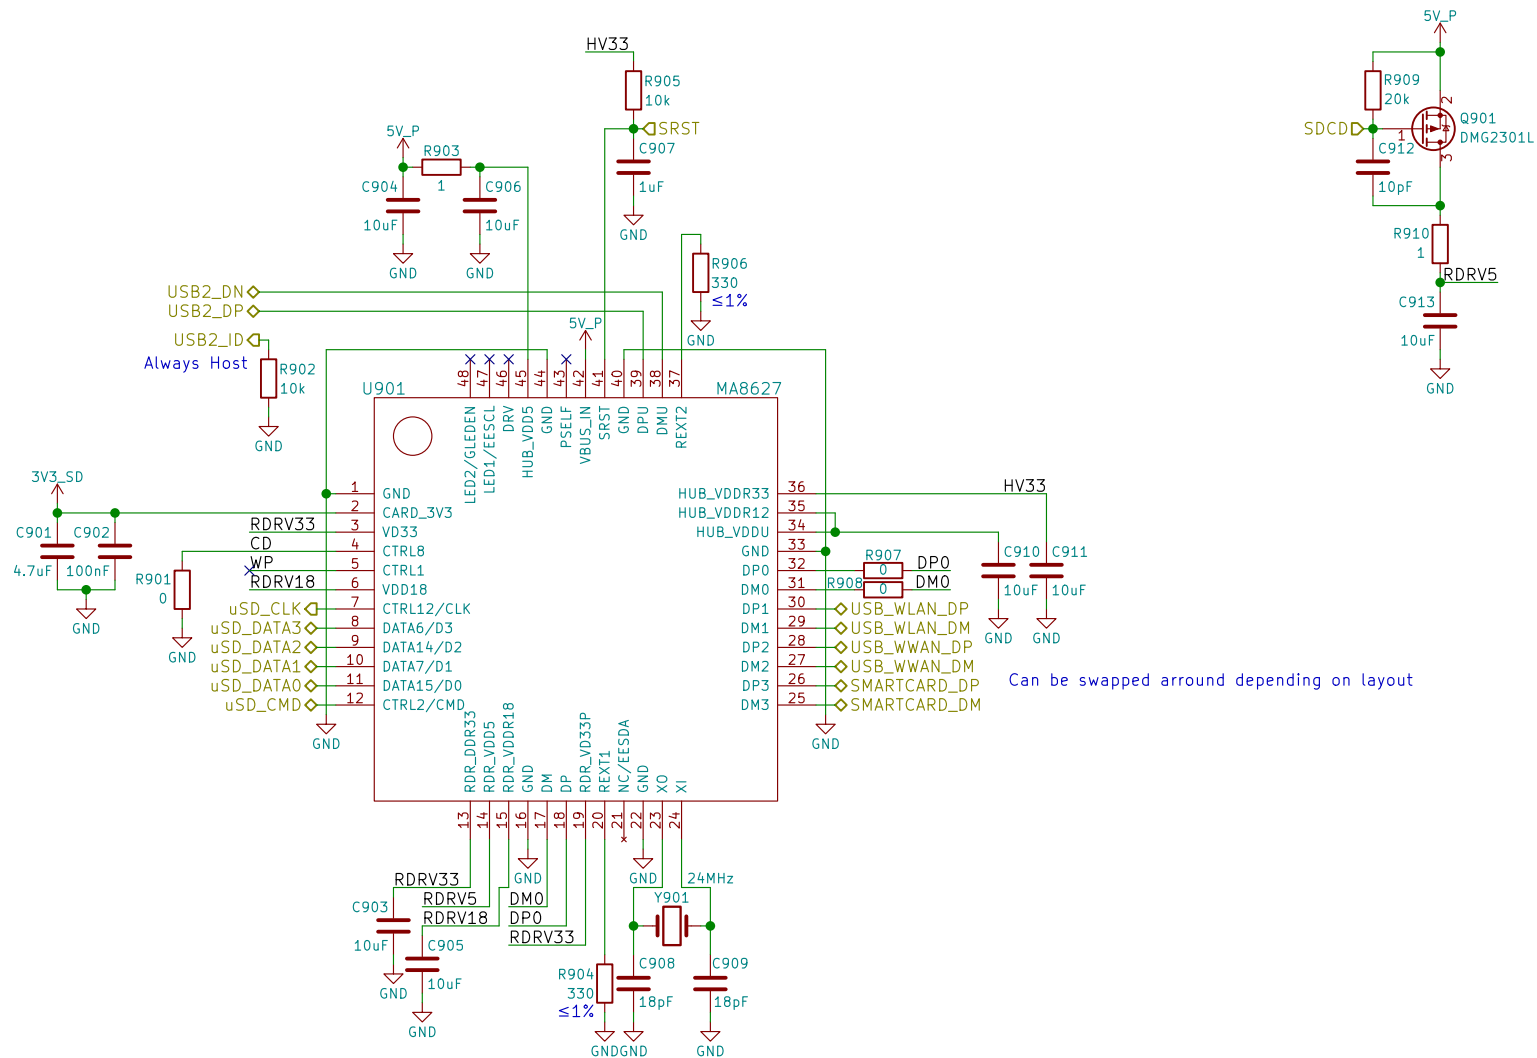 5V_P
HV33
R905
10k
SRST
C907
1uF
GND
R909
20k
SDCD
2
1
3
Q901
DMG2301L
C912
10pF
R910
1
RDRV5
C913
10uF
GND
5V_P
R903
1
C904
10uF
C906
10uF
GND
GND
R906
330
≤1%
GND
USB2_DN
USB2_DP
USB2_ID
Always Host
R902
10k
GND
5V_P
U901
MA8627
48
47
46
45
44
43
42
41
40
39
38
37
LED2/GLEDEN
LED1/EESCL
DRV
HUB_VDD5
GND
PSELF
VBUS_IN
SRST
GND
DPU
DMU
REXT2
3V3_SD
C901
4.7uF
C902
100nF
GND
R901
0
GND
RDRV33
CD
WP
RDRV18
uSD_CLK
uSD_DATA3
uSD_DATA2
uSD_DATA1
uSD_DATA0
uSD_CMD
GND
1 GND
2 CARD_3V3
3 VD33
4 CTRL8
5 CTRL1
6 VDD18
7 CTRL12/CLK
8 DATA6/D3
9 DATA14/D2
10 DATA7/D1
11 DATA15/D0
12 CTRL2/CMD
HUB_VDDR33 36
HUB_VDDR12 35
HUB_VDDU 34
GND 33
DP0 32
DM0 31
DP1 30
DM1 29
DP2 28
DM2 27
DP3 26
DM3 25
HV33
R907
0
DP0
R908
0
DM0
USB_WLAN_DP
USB_WLAN_DM
USB_WWAN_DP
USB_WWAN_DM
SMARTCARD_DP
SMARTCARD_DM
GND
C910
10uF
GND
C911
10uF
GND
Can be swapped arround depending on layout
RDR_DDR33
RDR_VDD5
RDR_VDDR18
GND
DM
DP
RDR_VD33P
REXT1
NC/EESDA
GND
XO
XI
13
14
15
16
17
18
19
20
21
22
23
24
GND
GND
RDRV33
RDRV5
RDRV18
DM0
DP0
RDRV33
C903
10uF
GND
C905
10uF
GND
24MHz
Y901
R904
330
≤1%
GND
C908
18pF
GND
C909
18pF
GND